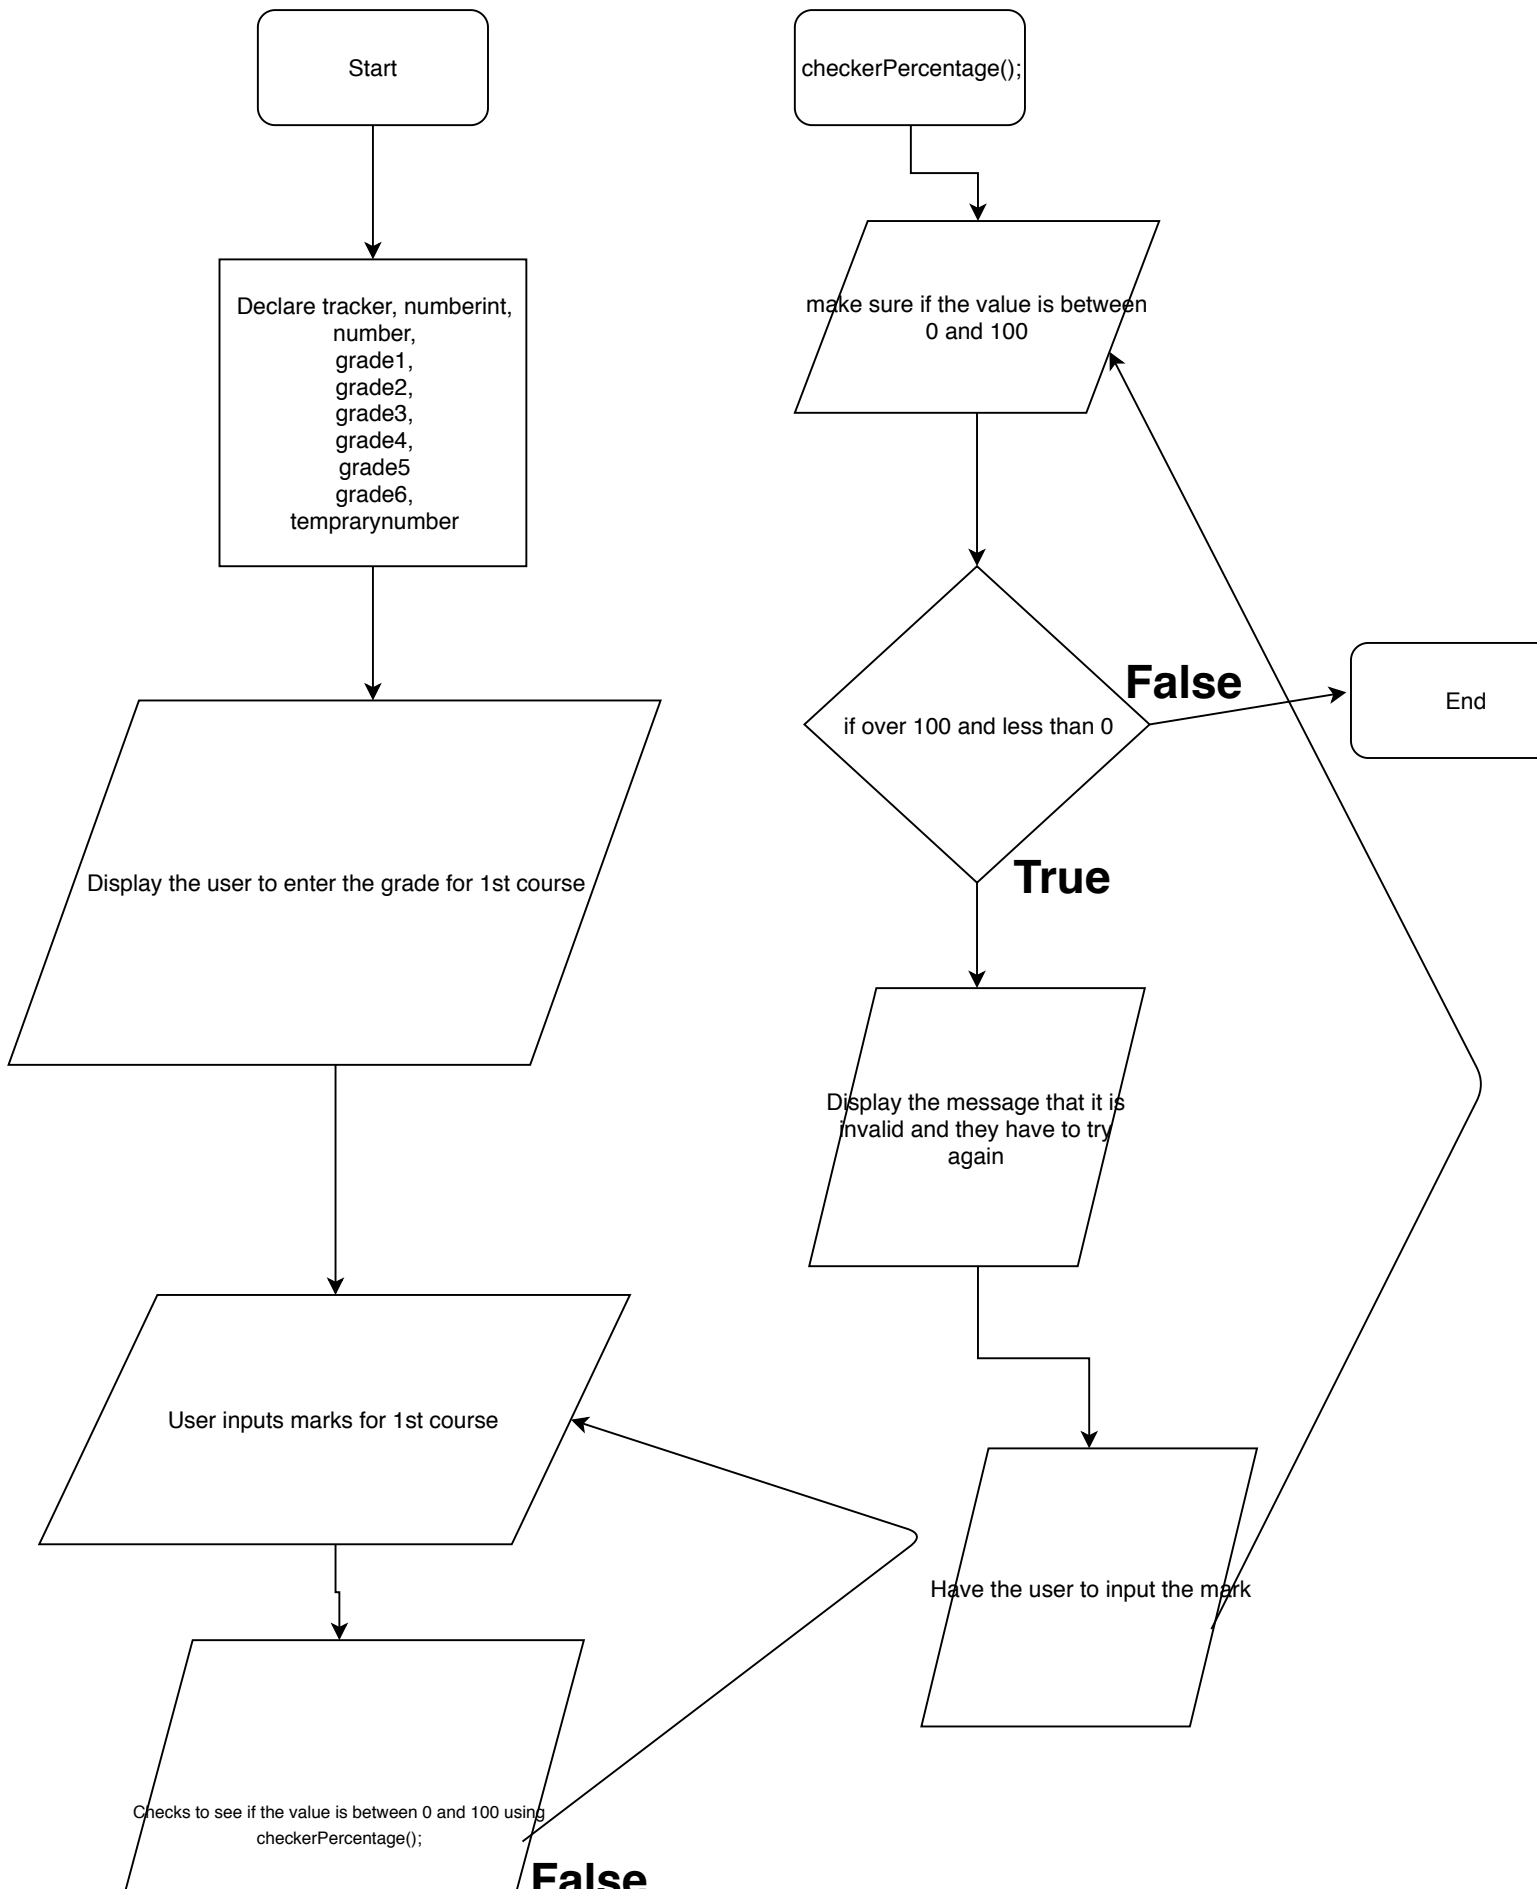 Start
Declare tracker, numberint,
number,
grade1,
grade2,
grade3,
grade4,
grade5
grade6,
temprarynumber
Display the user to enter the grade for 1st course
User inputs marks for 1st course
Checks to see if the value is between 0 and 100 using
checkerPercentage();
False
checkerPercentage();
make sure if the value is between
0 and 100
if over 100 and less than 0
False
End
True
Display the message that it is
invalid and they have to try
again
Have the user to input the mark